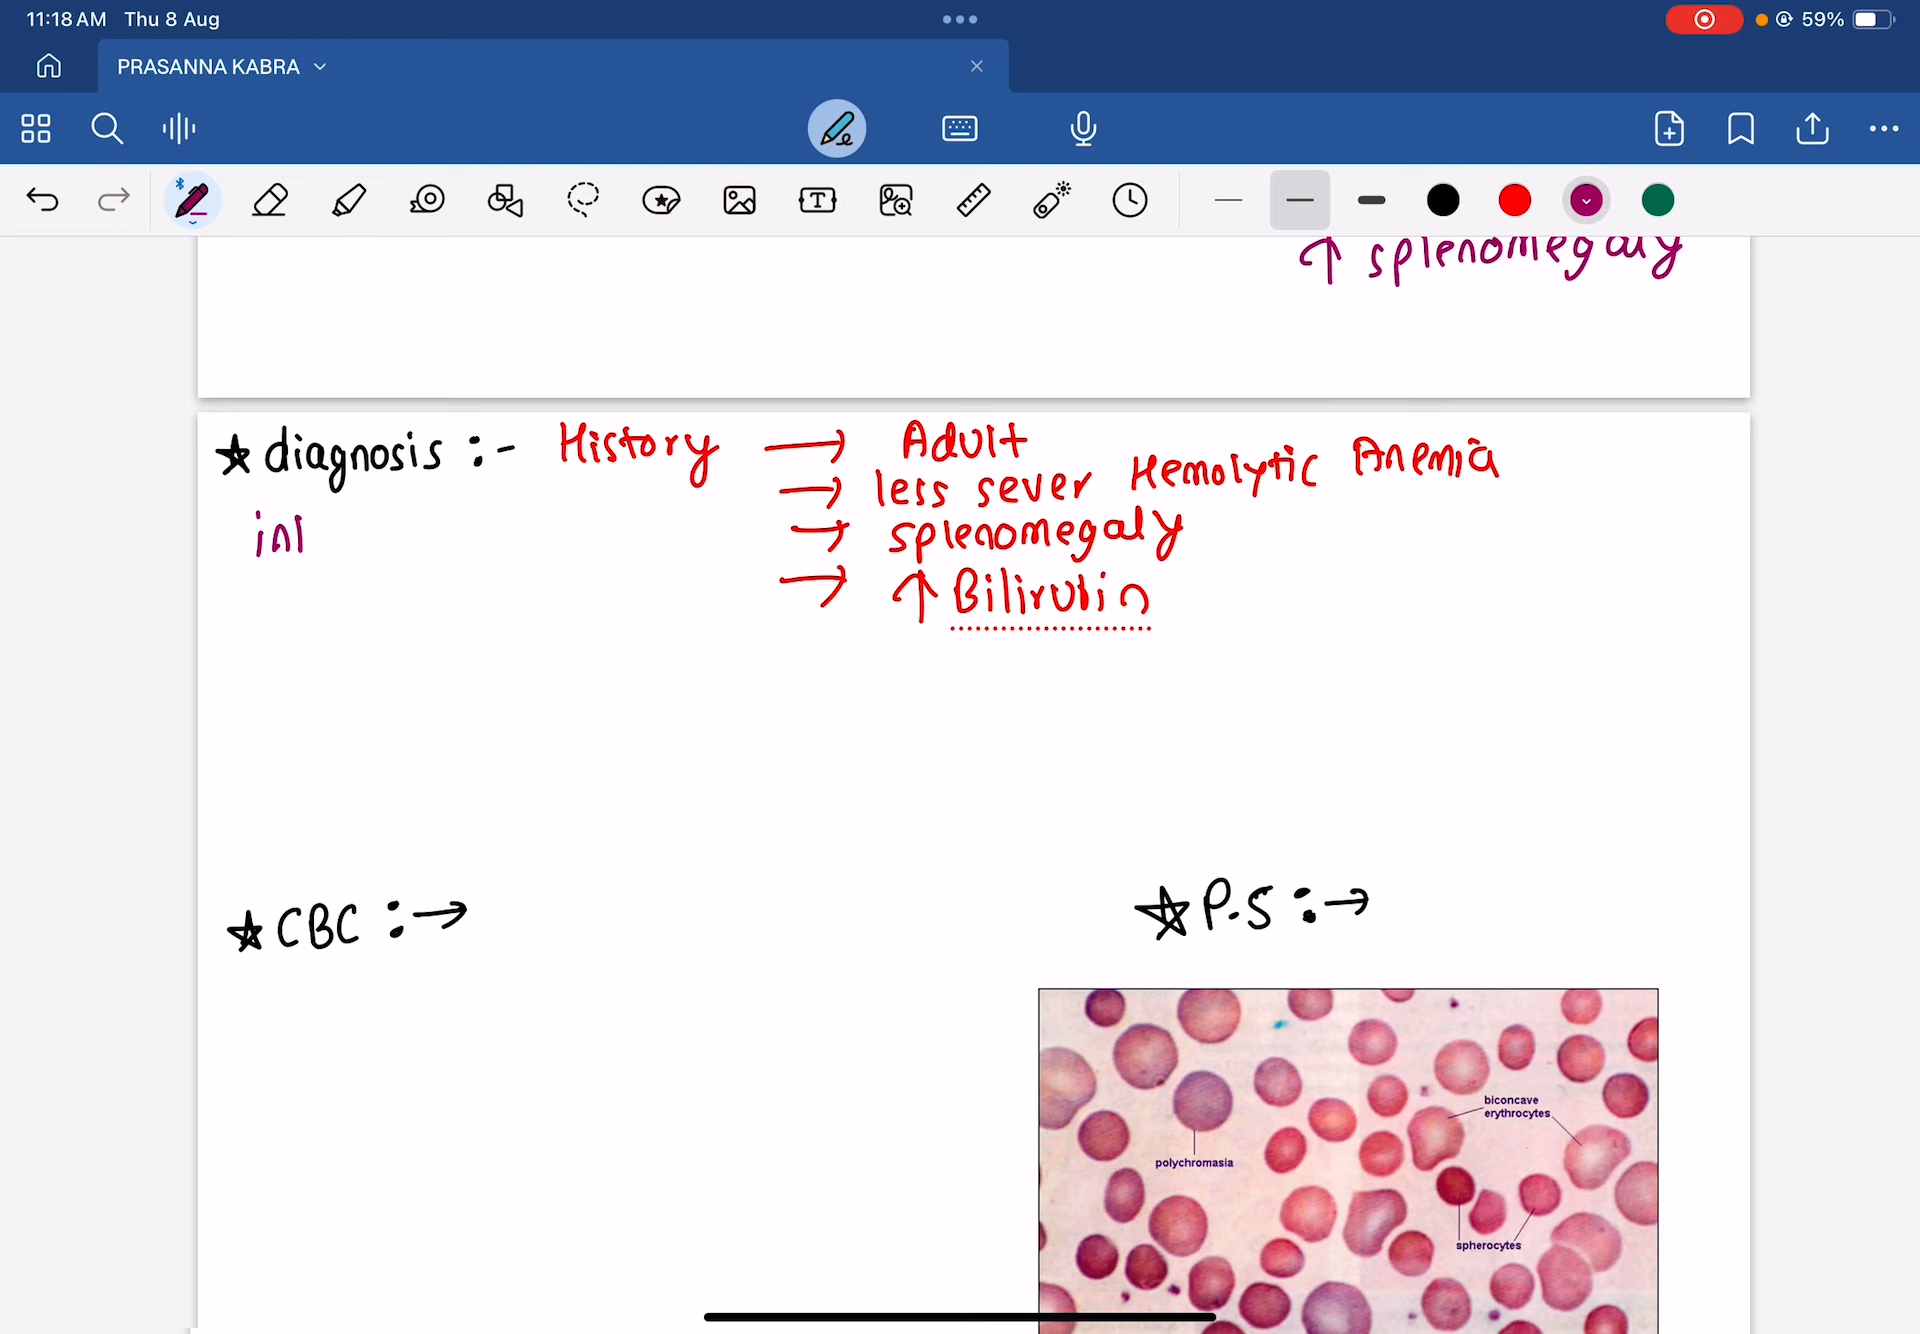 11:18 AM Thu 8 Aug
59%
PRASANNA KABRA
↑ splenomegaly
★ diagnosis :- History → Adult
→ less sever Hemolytic Anemia
in
→ splenomegaly
→ ↑ Bilirubin
★ CBC :→
★ P.S :→
biconcave
erythrocytes
polychromasia
spherocytes